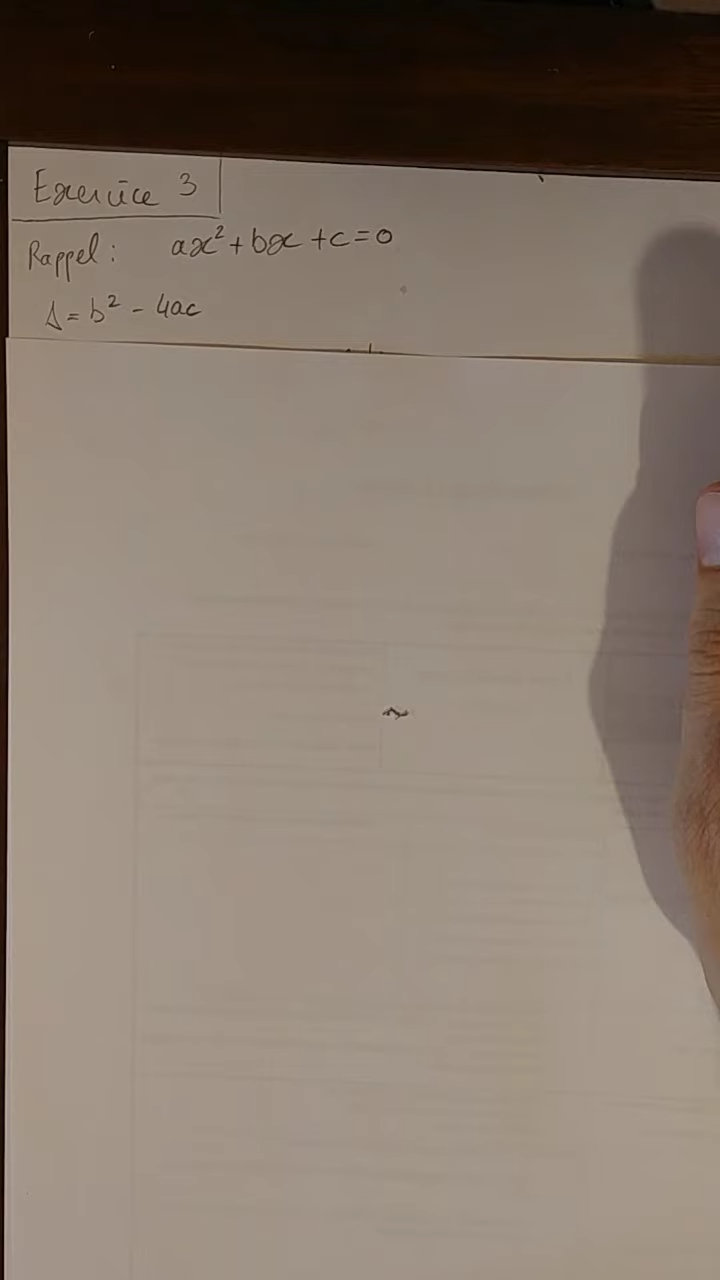 Exercice 3
Rappel : ax² + bx + c = 0
Δ = b² - 4ac